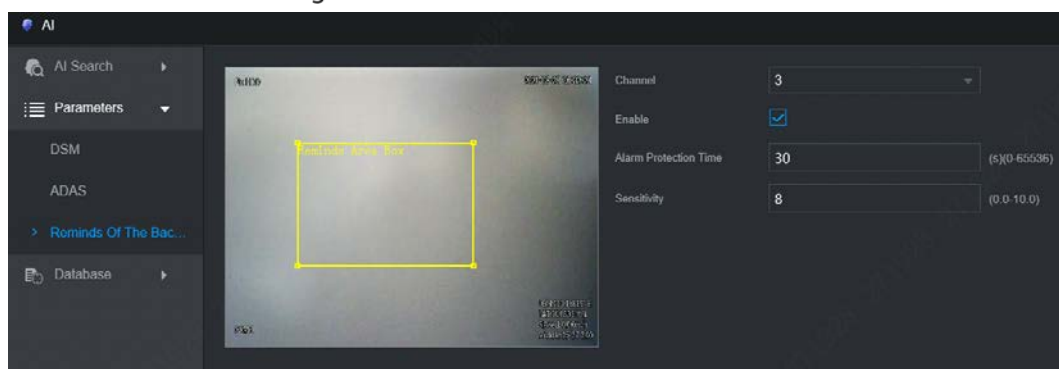 AI
AI Search
Parameters
DSM
ADAS
Reminds Of The Bac...
Database
Reminds Area Box
Channel 3
Enable
Alarm Protection Time 30 (s)(0-65536)
Sensitivity 8 (0.0-10.0)